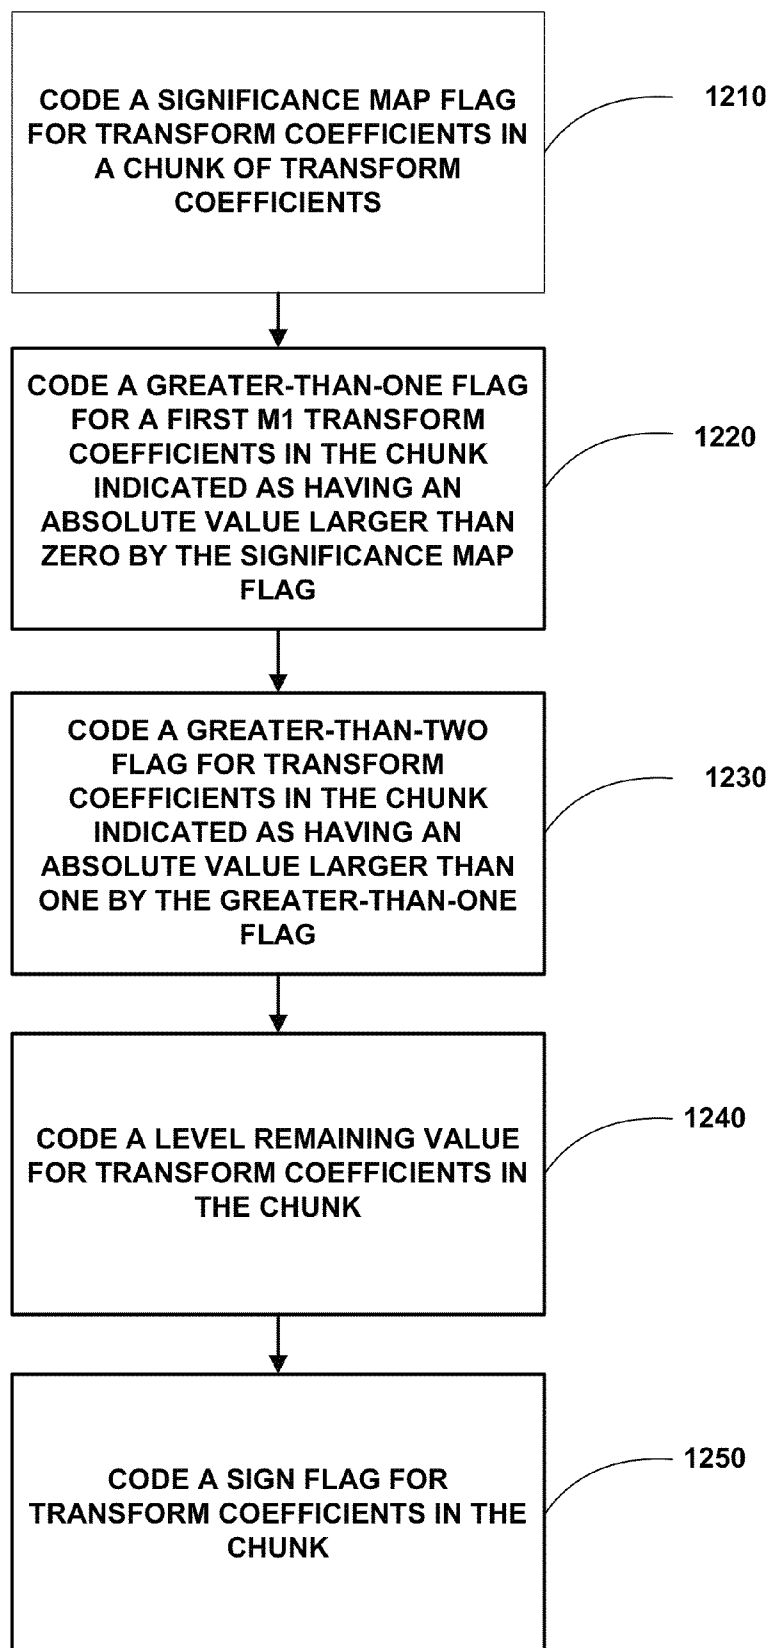 CODE A SIGNIFICANCE MAP FLAG
FOR TRANSFORM COEFFICIENTS IN
A CHUNK OF TRANSFORM
COEFFICIENTS
1210
CODE A GREATER-THAN-ONE FLAG
FOR A FIRST M1 TRANSFORM
COEFFICIENTS IN THE CHUNK
INDICATED AS HAVING AN
ABSOLUTE VALUE LARGER THAN
ZERO BY THE SIGNIFICANCE MAP
FLAG
1220
CODE A GREATER-THAN-TWO
FLAG FOR TRANSFORM
COEFFICIENTS IN THE CHUNK
INDICATED AS HAVING AN
ABSOLUTE VALUE LARGER THAN
ONE BY THE GREATER-THAN-ONE
FLAG
1230
CODE A LEVEL REMAINING VALUE
FOR TRANSFORM COEFFICIENTS IN
THE CHUNK
1240
CODE A SIGN FLAG FOR
TRANSFORM COEFFICIENTS IN THE
CHUNK
1250